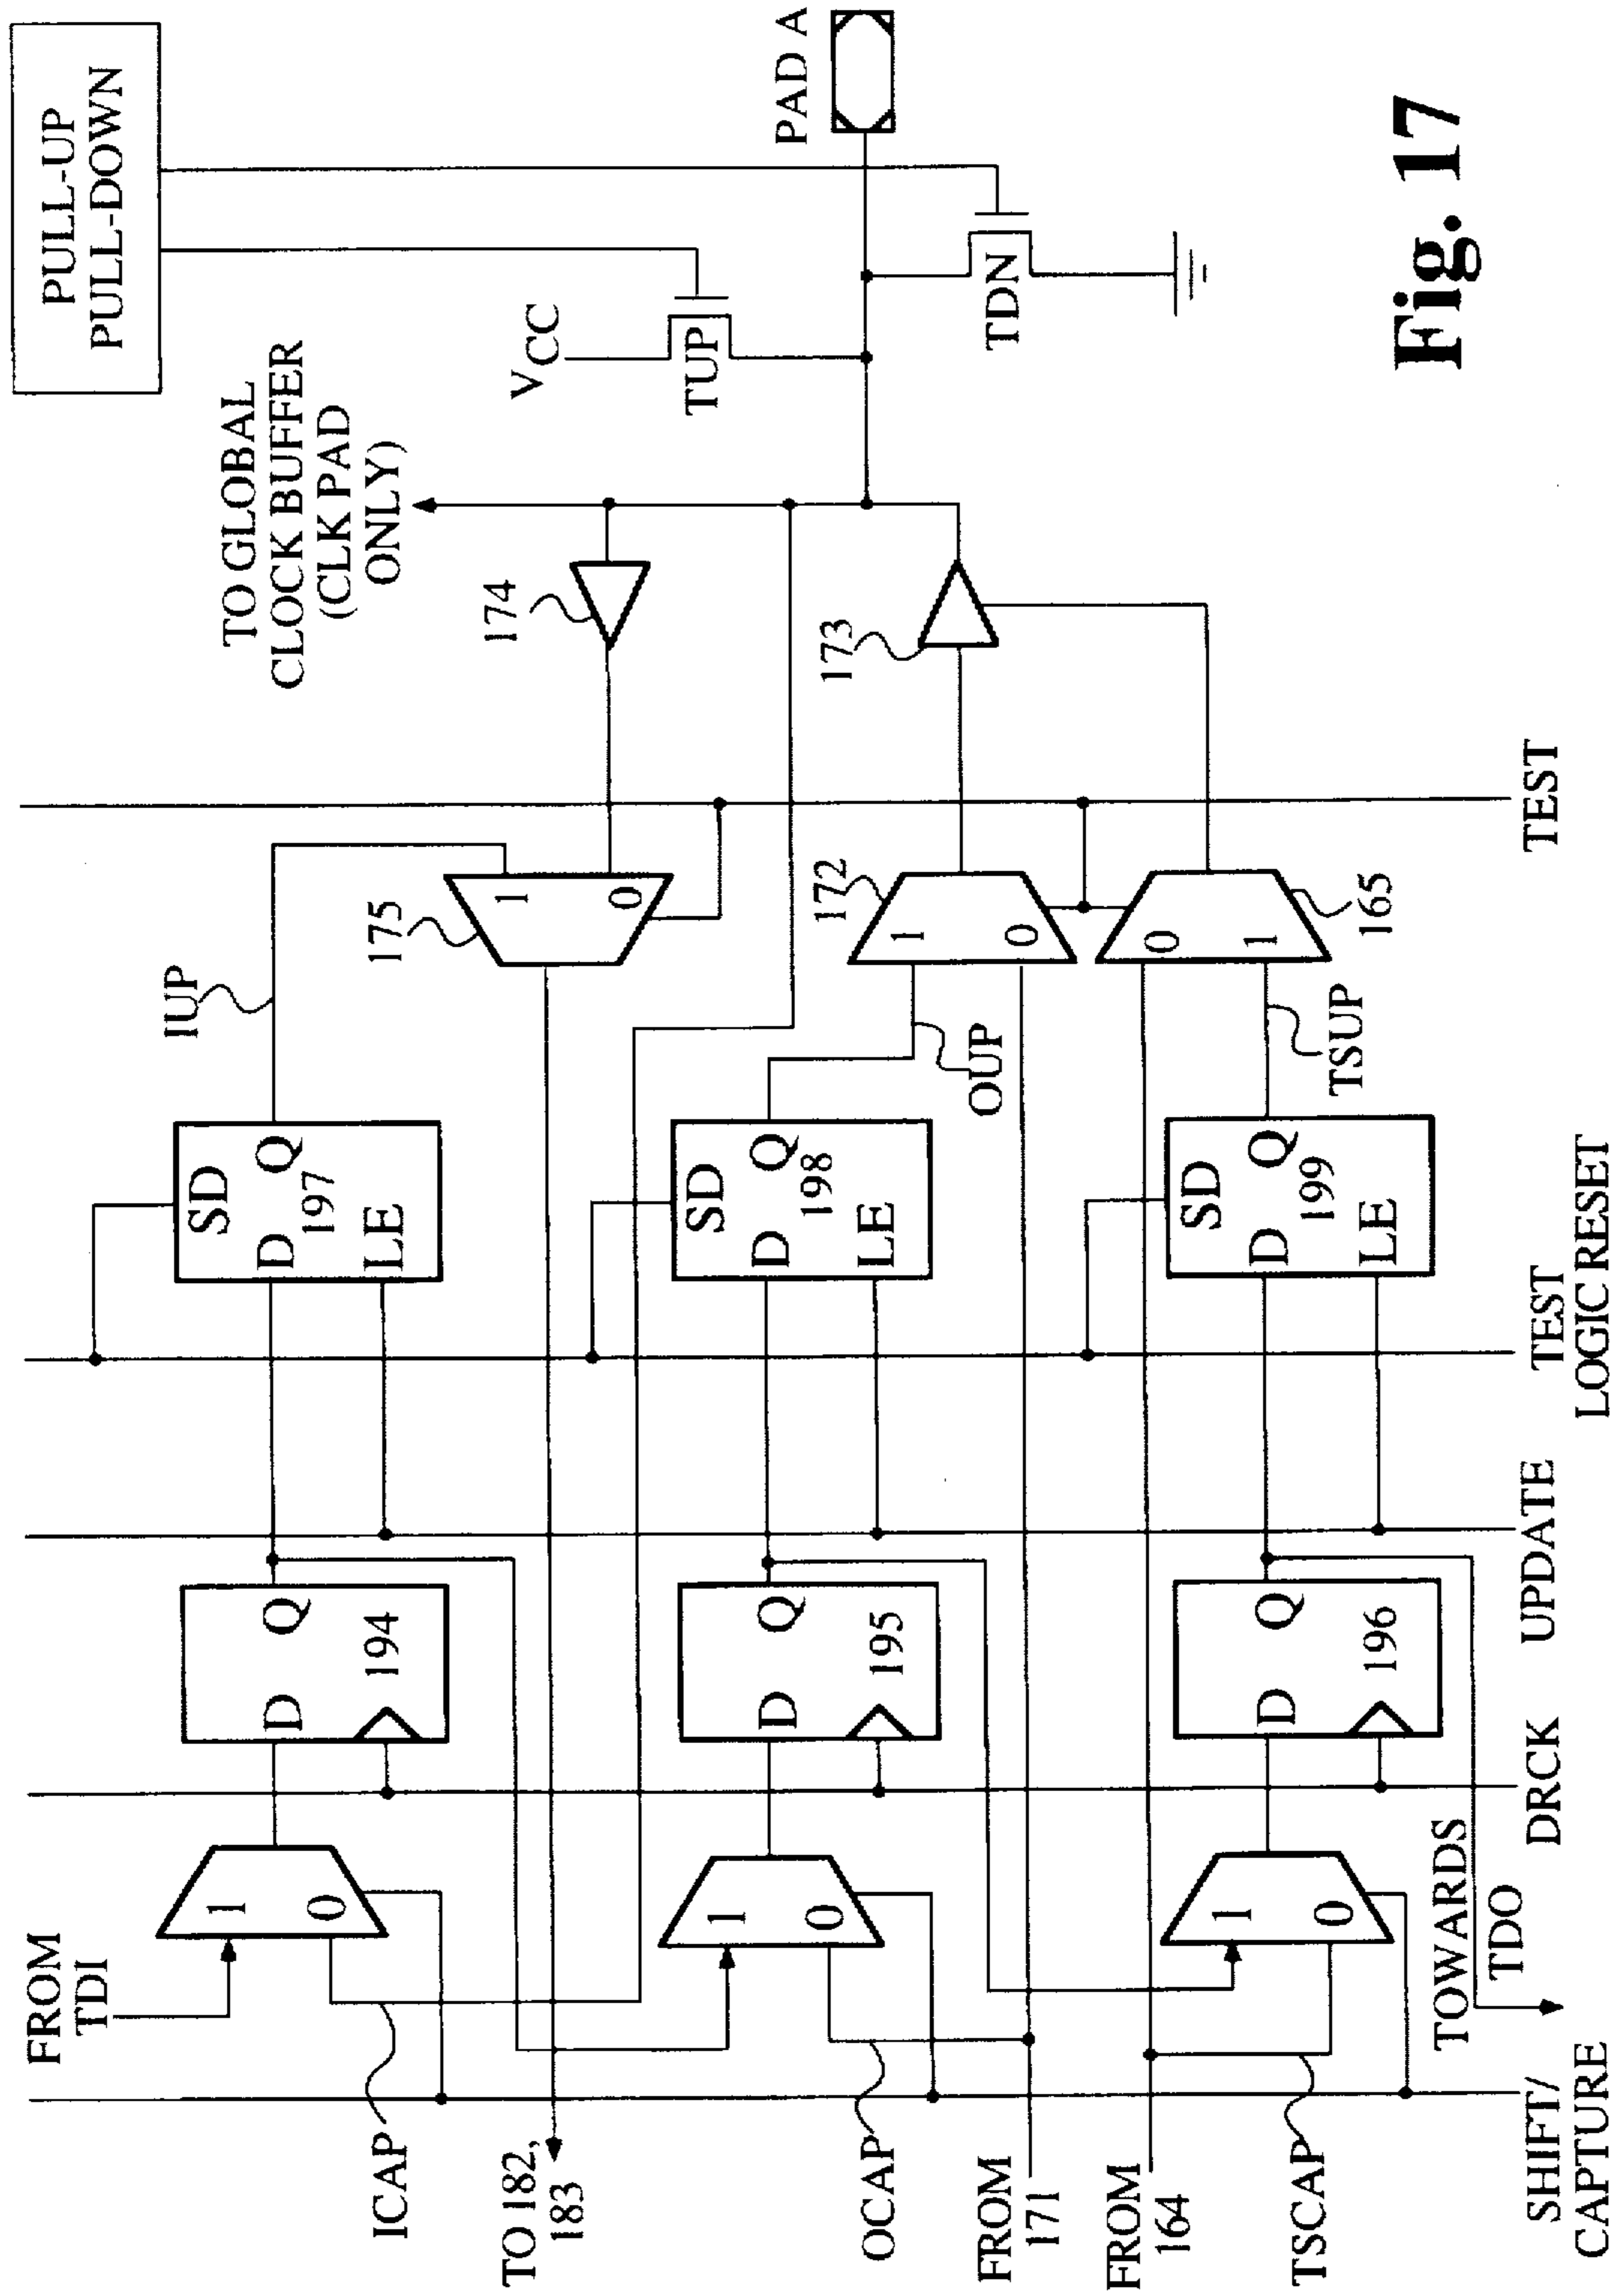 PULL-UP
PULL-DOWN
PAD A
TO GLOBAL
CLOCK BUFFER
(CLK PAD
ONLY)
VCC
TUP
TDN
174
173
TEST
175
172
165
1
0
1
0
0
1
IUP
OUP
TSUP
SD
D
Q
197
LE
SD
D
Q
198
LE
SD
D
Q
199
LE
TEST
LOGIC RESET
UPDATE
D
Q
194
D
Q
195
D
Q
196
DRCK
1
0
1
0
1
0
FROM
TDI
TOWARDS
TDO
ICAP
TO 182,
183
OCAP
FROM
171
FROM
164
TSCAP
SHIFT/
CAPTURE
Fig. 17